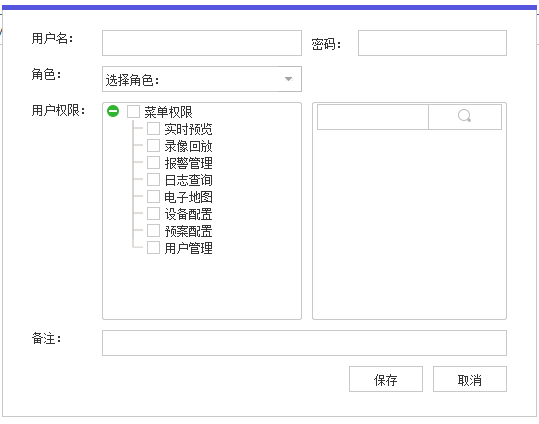 用户名：
密码：
角色：
选择角色：
用户权限：
菜单权限
实时预览
录像回放
报警管理
日志查询
电子地图
设备配置
预案配置
用户管理
备注：
保存
取消